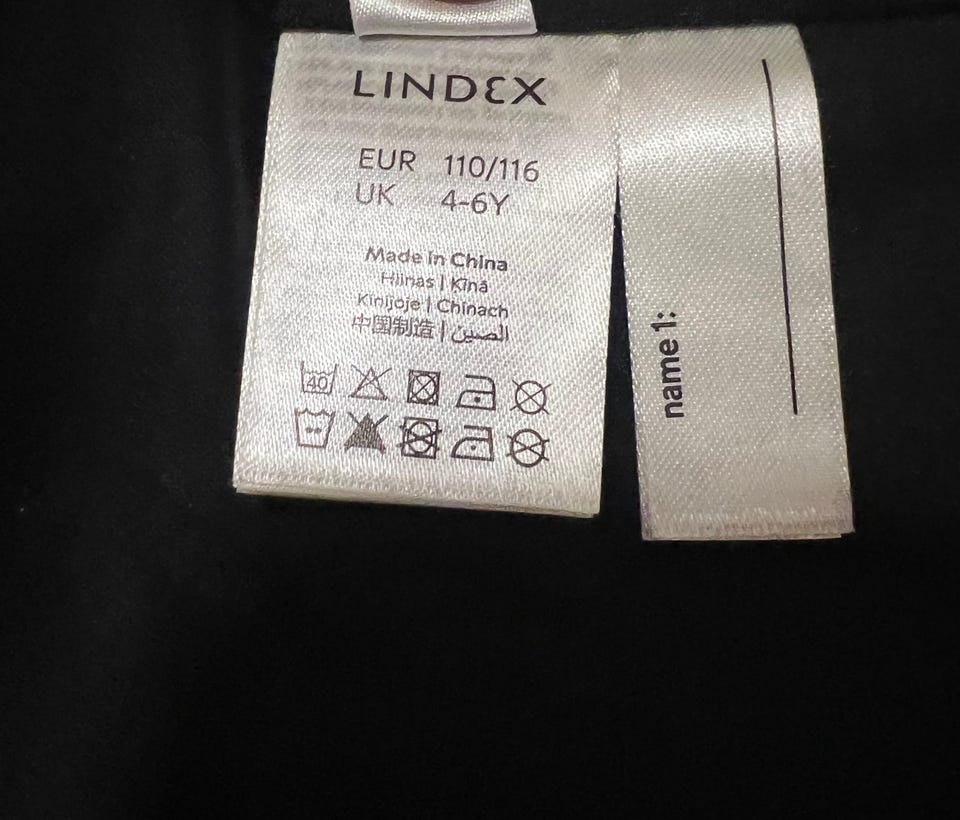 LINDEX
EUR 110/116
UK 4-6Y
Made in China
Hiinas | Ķīnā
Kinijoje | Chinach
中国制造 | الصين
40
name 1: